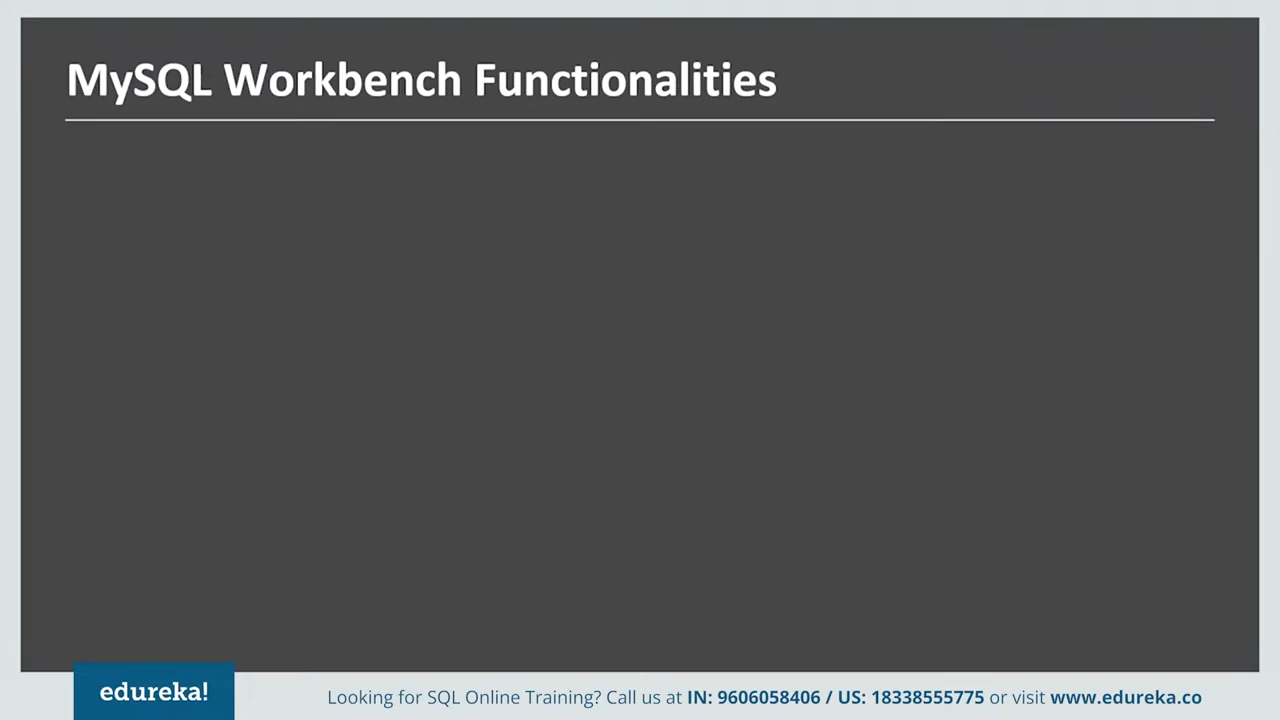 MySQL Workbench Functionalities
edureka!
Looking for SQL Online Training? Call us at IN: 9606058406 / US: 18338555775 or visit www.edureka.co